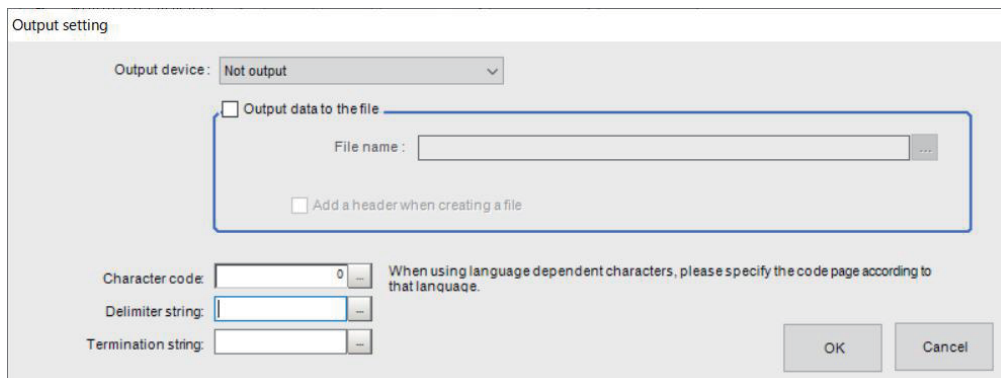 Output setting
Output device: Not output
Output data to the file
File name : ...
Add a header when creating a file
Character code: 0 ... When using language dependent characters, please specify the code page according to
that language.
Delimiter string: ...
Termination string: ...
OK Cancel